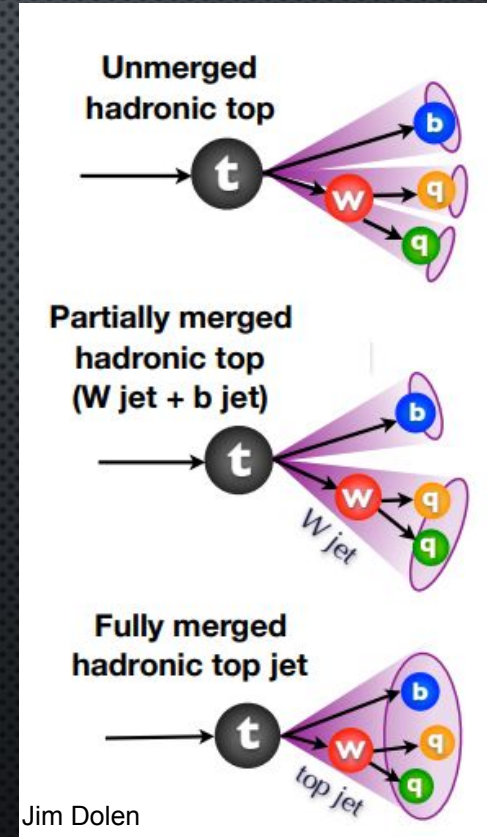 Unmerged
hadronic top
t
b
W
q
q
Partially merged
hadronic top
(W jet + b jet)
t
b
W
q
q
W jet
Fully merged
hadronic top jet
t
b
W
q
q
top jet
Jim Dolen